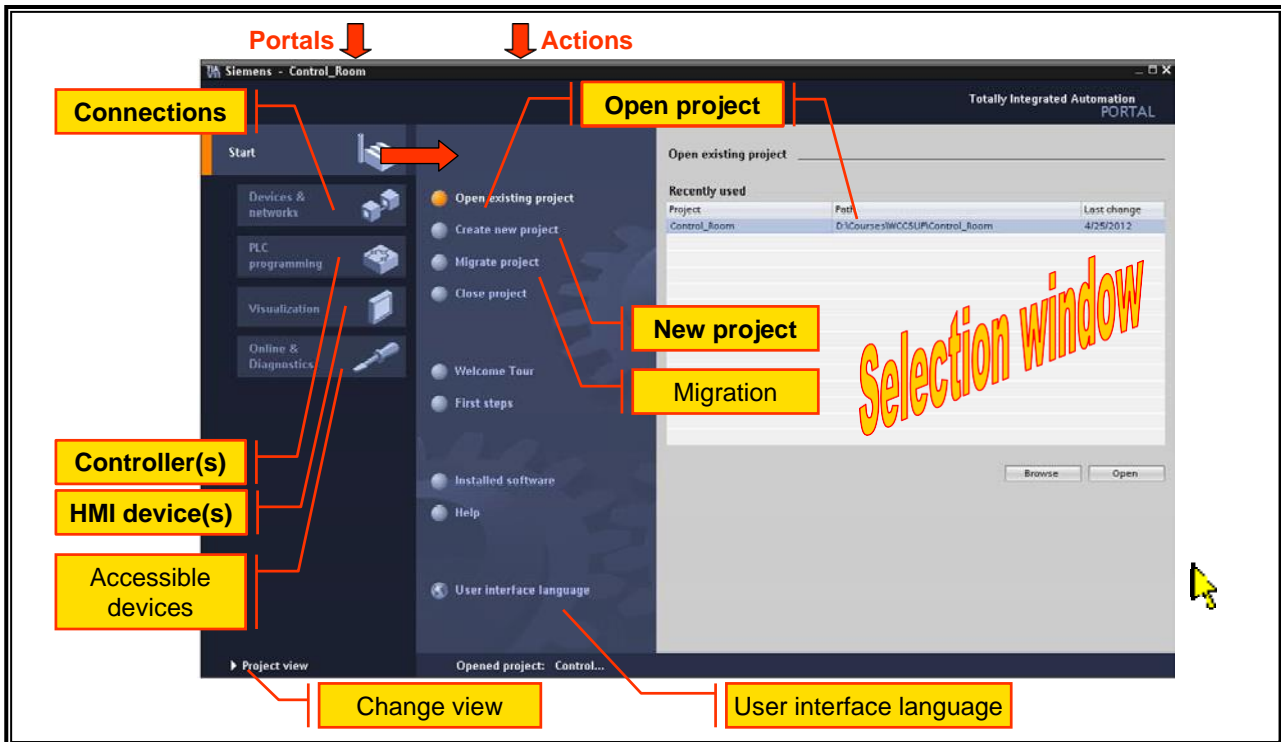 Portals
Actions
Siemens - Control_Room
Totally Integrated Automation
PORTAL
Connections
Open project
Start
Open existing project
Devices &
networks
Open existing project
Recently used
Project Path Last change
Control_Room D:\Courses\WCCSUP\Control_Room 4/25/2012
Create new project
PLC
programming
Migrate project
Close project
Visualization
New project
Selection window
Online &
Diagnostics
Welcome Tour
Migration
First steps
Controller(s)
Browse Open
Installed software
HMI device(s)
Help
Accessible
devices
User interface language
Project view
Opened project: Control...
Change view
User interface language